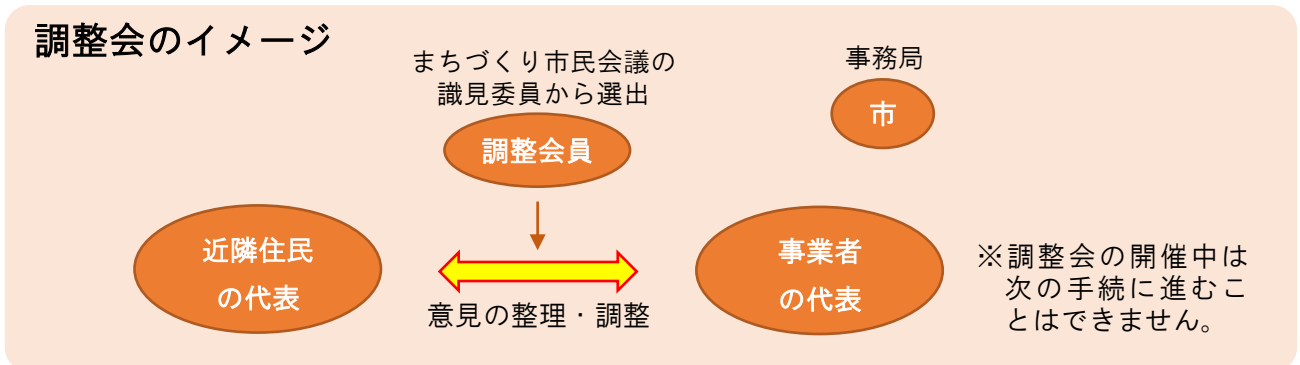 調整会のイメージ
まちづくり市民会議の
識見委員から選出
事務局
市
調整会員
近隣住民
の代表
事業者
の代表
意見の整理・調整
※調整会の開催中は
次の手続に進むこ
とはできません。